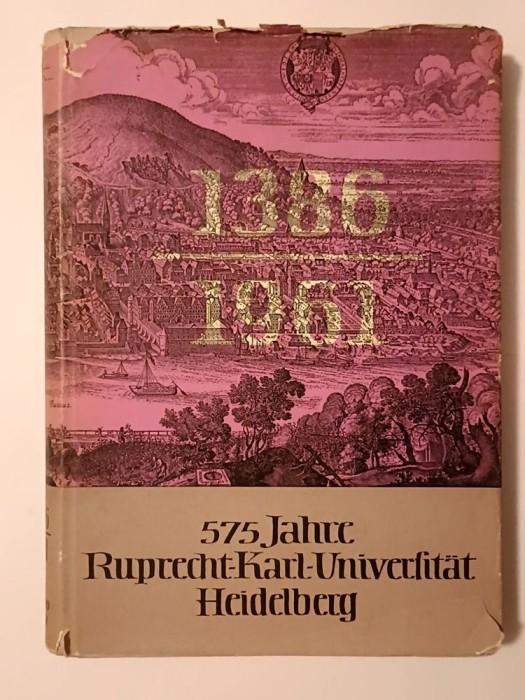 1386
1961
575 Jahre
Ruprecht-Karl-Universität
Heidelberg